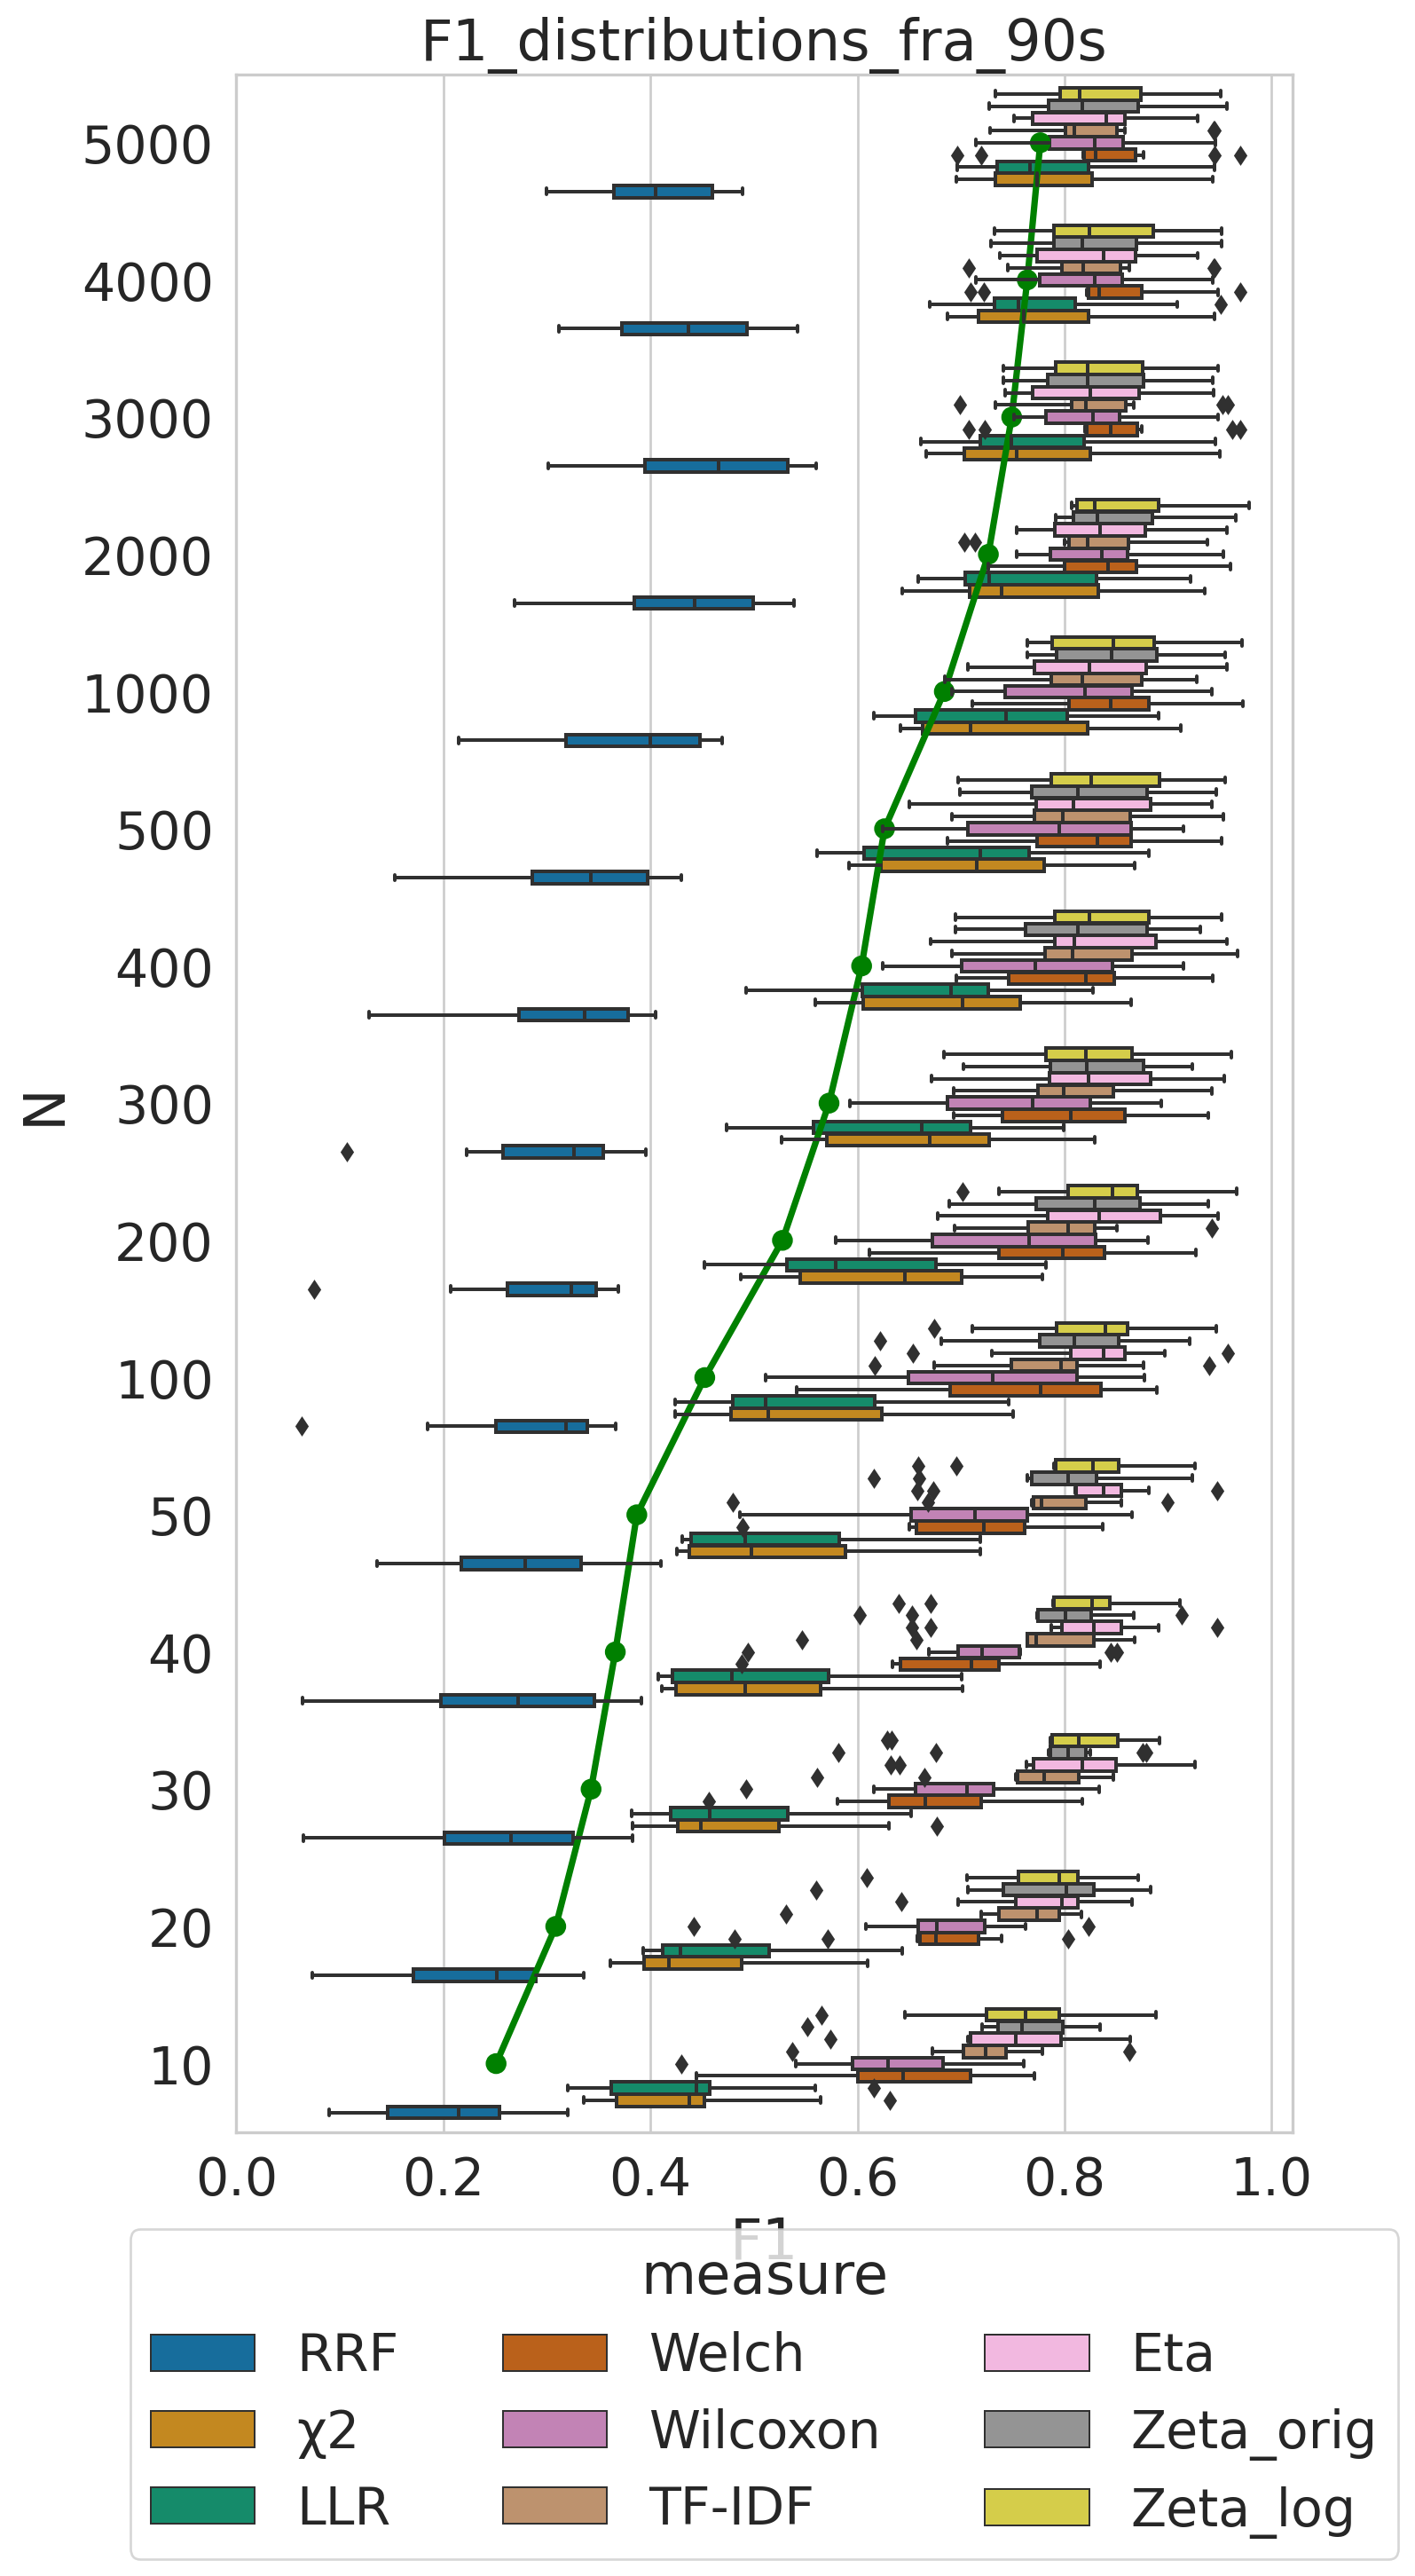 F1_distributions_fra_90s
5000
4000
3000
2000
1000
500
400
300
200
100
50
40
30
20
10
N
0.0 0.2 0.4 0.6 0.8 1.0
F1
measure
RRF Welch Eta
χ2 Wilcoxon Zeta_orig
LLR TF-IDF Zeta_log